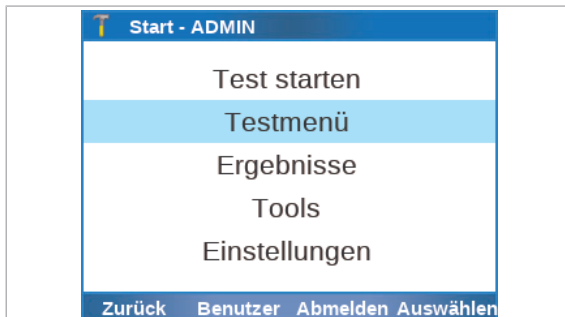 Start - ADMIN
Test starten
Testmenü
Ergebnisse
Tools
Einstellungen
Zurück Benutzer Abmelden Auswählen